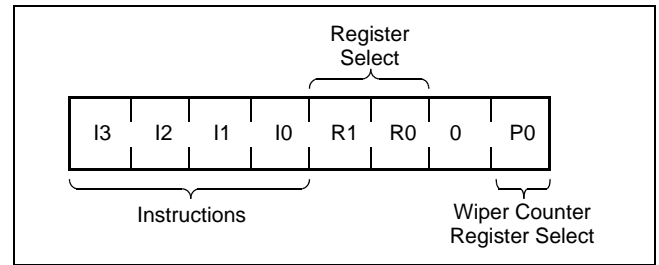 Register
Select
I3 I2 I1 I0 R1 R0 0 P0
Instructions
Wiper Counter
Register Select